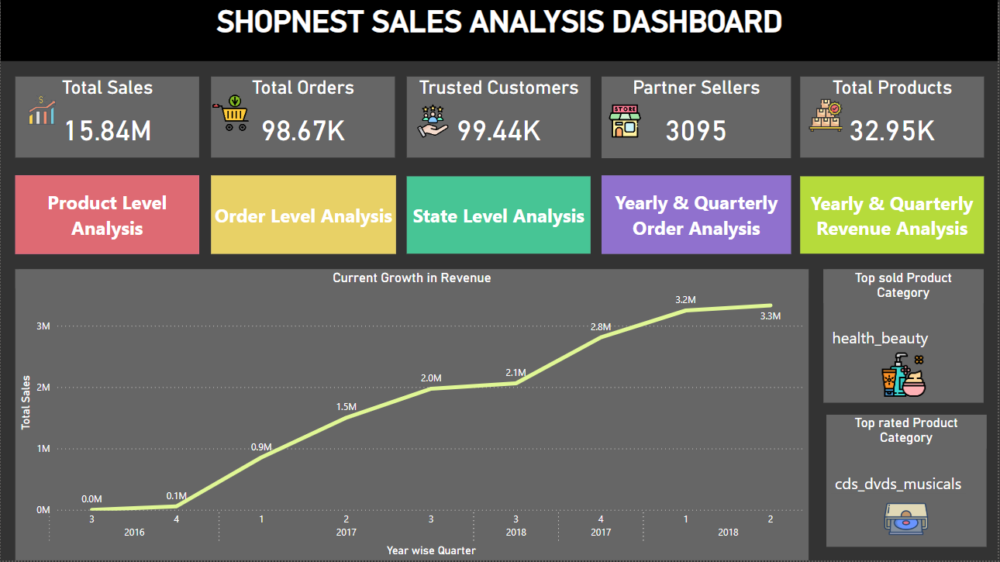 SHOPNEST SALES ANALYSIS DASHBOARD
Total Sales
15.84M
Total Orders
98.67K
Trusted Customers
99.44K
Partner Sellers
STORE
3095
Total Products
32.95K
Product Level
Analysis
Order Level Analysis
State Level Analysis
Yearly & Quarterly
Order Analysis
Yearly & Quarterly
Revenue Analysis
Current Growth in Revenue
Total Sales
3M
2M
1M
0M
0.0M
0.1M
0.9M
1.5M
2.0M
2.1M
2.8M
3.2M
3.3M
3 4 1 2 3 3 4 1 2
2016 2017 2018 2017 2018
Year wise Quarter
Top sold Product
Category
health_beauty
Top rated Product
Category
cds_dvds_musicals